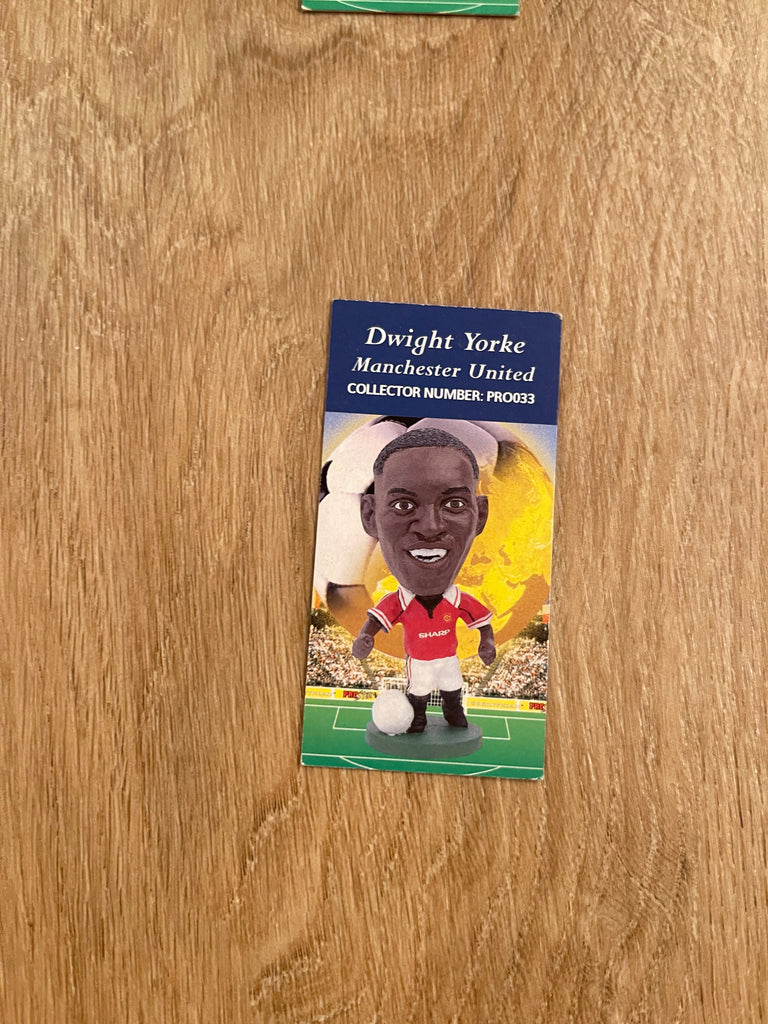 Dwight Yorke
Manchester United
COLLECTOR NUMBER: PRO033
SHARP